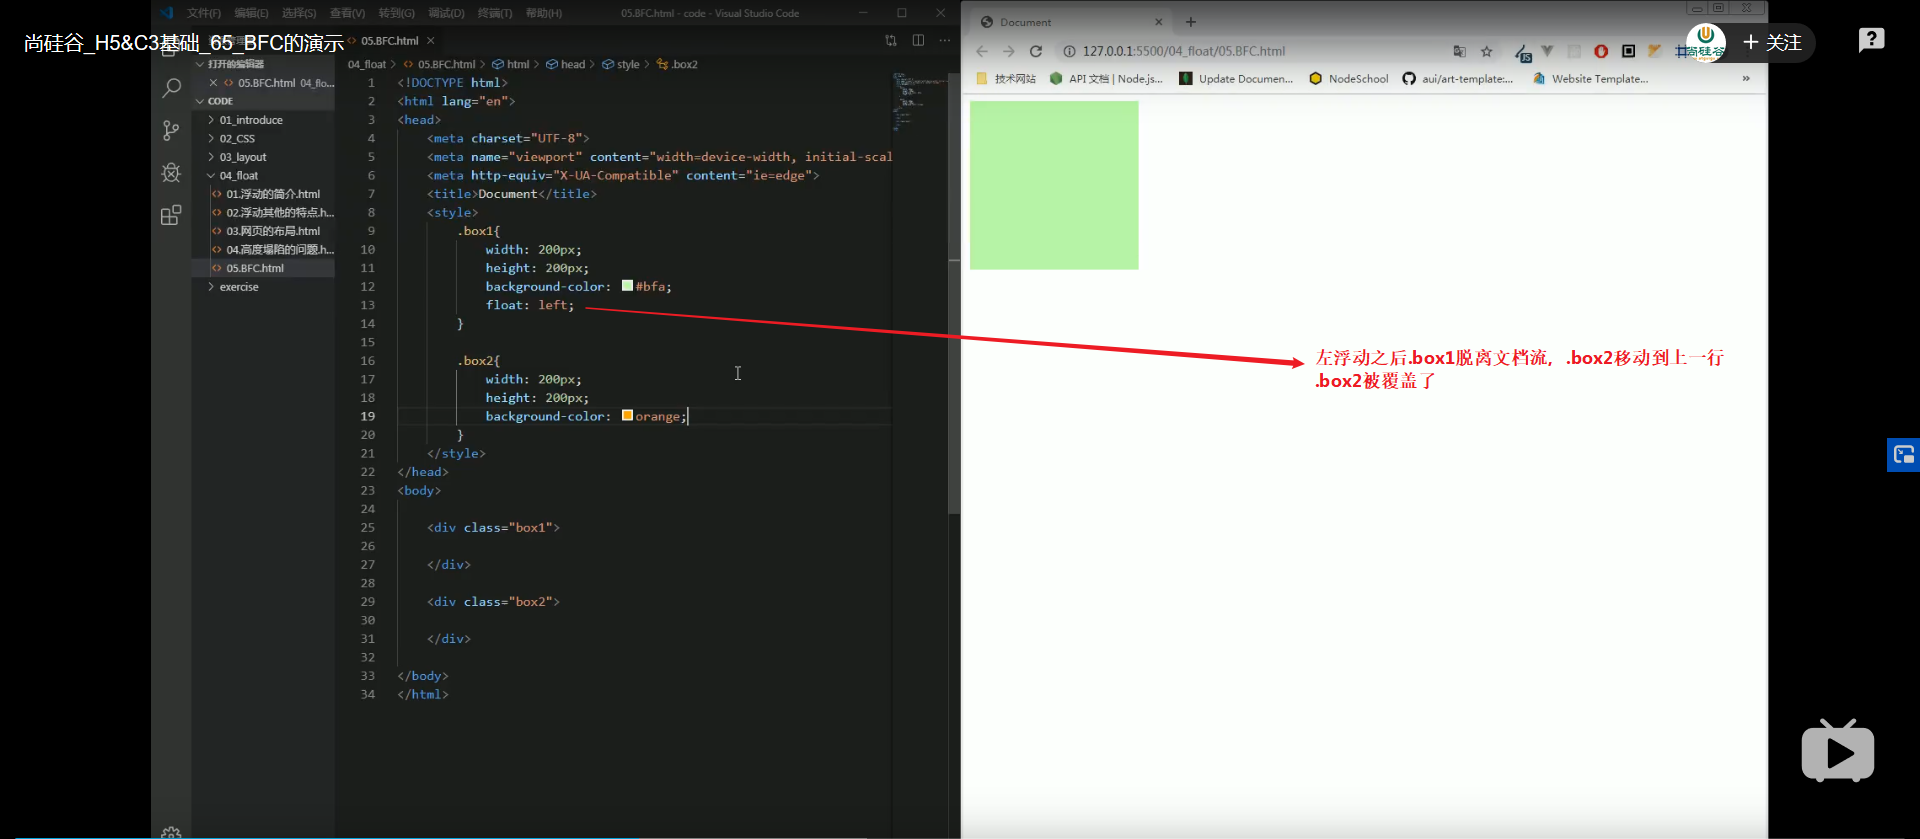 文件(F) 编辑(E) 选择(S) 查看(V) 转到(G) 调试(D) 终端(T) 帮助(H) 05.BFC.html - code - Visual Studio Code
尚硅谷_H5&C3基础_65_BFC的演示
05.BFC.html
打开的编辑器
05.BFC.html 04_flo...
CODE
01_introduce
02_CSS
03_layout
04_float
01.浮动的简介.html
02.浮动其他的特点.h...
03.网页的布局.html
04.高度塌陷的问题.h...
05.BFC.html
exercise
04_float > 05.BFC.html > html > head > style > .box2
1 <!DOCTYPE html>
2 <html lang="en">
3 <head>
4 <meta charset="UTF-8">
5 <meta name="viewport" content="width=device-width, initial-scal
6 <meta http-equiv="X-UA-Compatible" content="ie=edge">
7 <title>Document</title>
8 <style>
9 .box1{
10 width: 200px;
11 height: 200px;
12 background-color: #bfa;
13 float: left;
14 }
15
16 .box2{
17 width: 200px;
18 height: 200px;
19 background-color: orange;
20 }
21 </style>
22 </head>
23 <body>
24
25 <div class="box1">
26
27 </div>
28
29 <div class="box2">
30
31 </div>
32
33 </body>
34 </html>
Document
127.0.0.1:5500/04_float/05.BFC.html
尚硅谷
+ 关注
技术网站 API 文档 | Node.js... Update Documen... NodeSchool aui/art-template:... Website Template... »
左浮动之后.box1脱离文档流，.box2移动到上一行
.box2被覆盖了